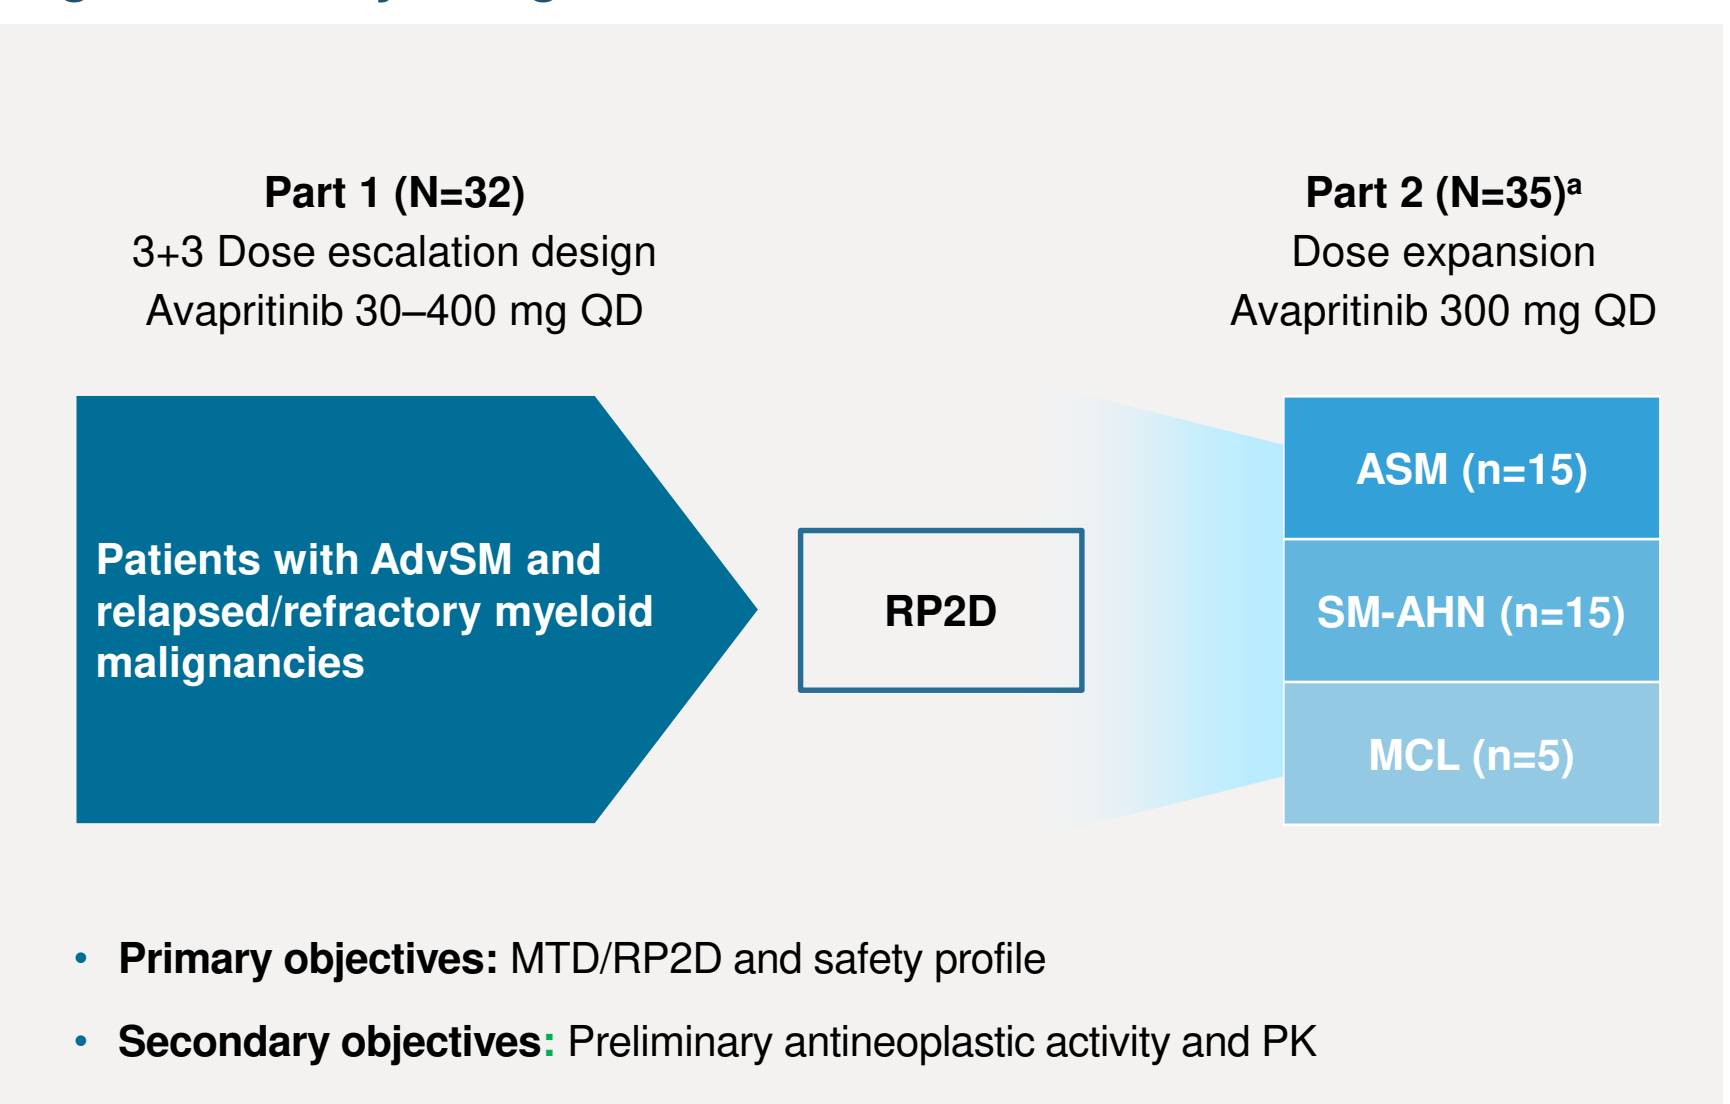 Part 1 (N=32)
3+3 Dose escalation design
Avapritinib 30–400 mg QD
Part 2 (N=35)ᵃ
Dose expansion
Avapritinib 300 mg QD
Patients with AdvSM and
relapsed/refractory myeloid
malignancies
RP2D
ASM (n=15)
SM-AHN (n=15)
MCL (n=5)
• Primary objectives: MTD/RP2D and safety profile
• Secondary objectives: Preliminary antineoplastic activity and PK